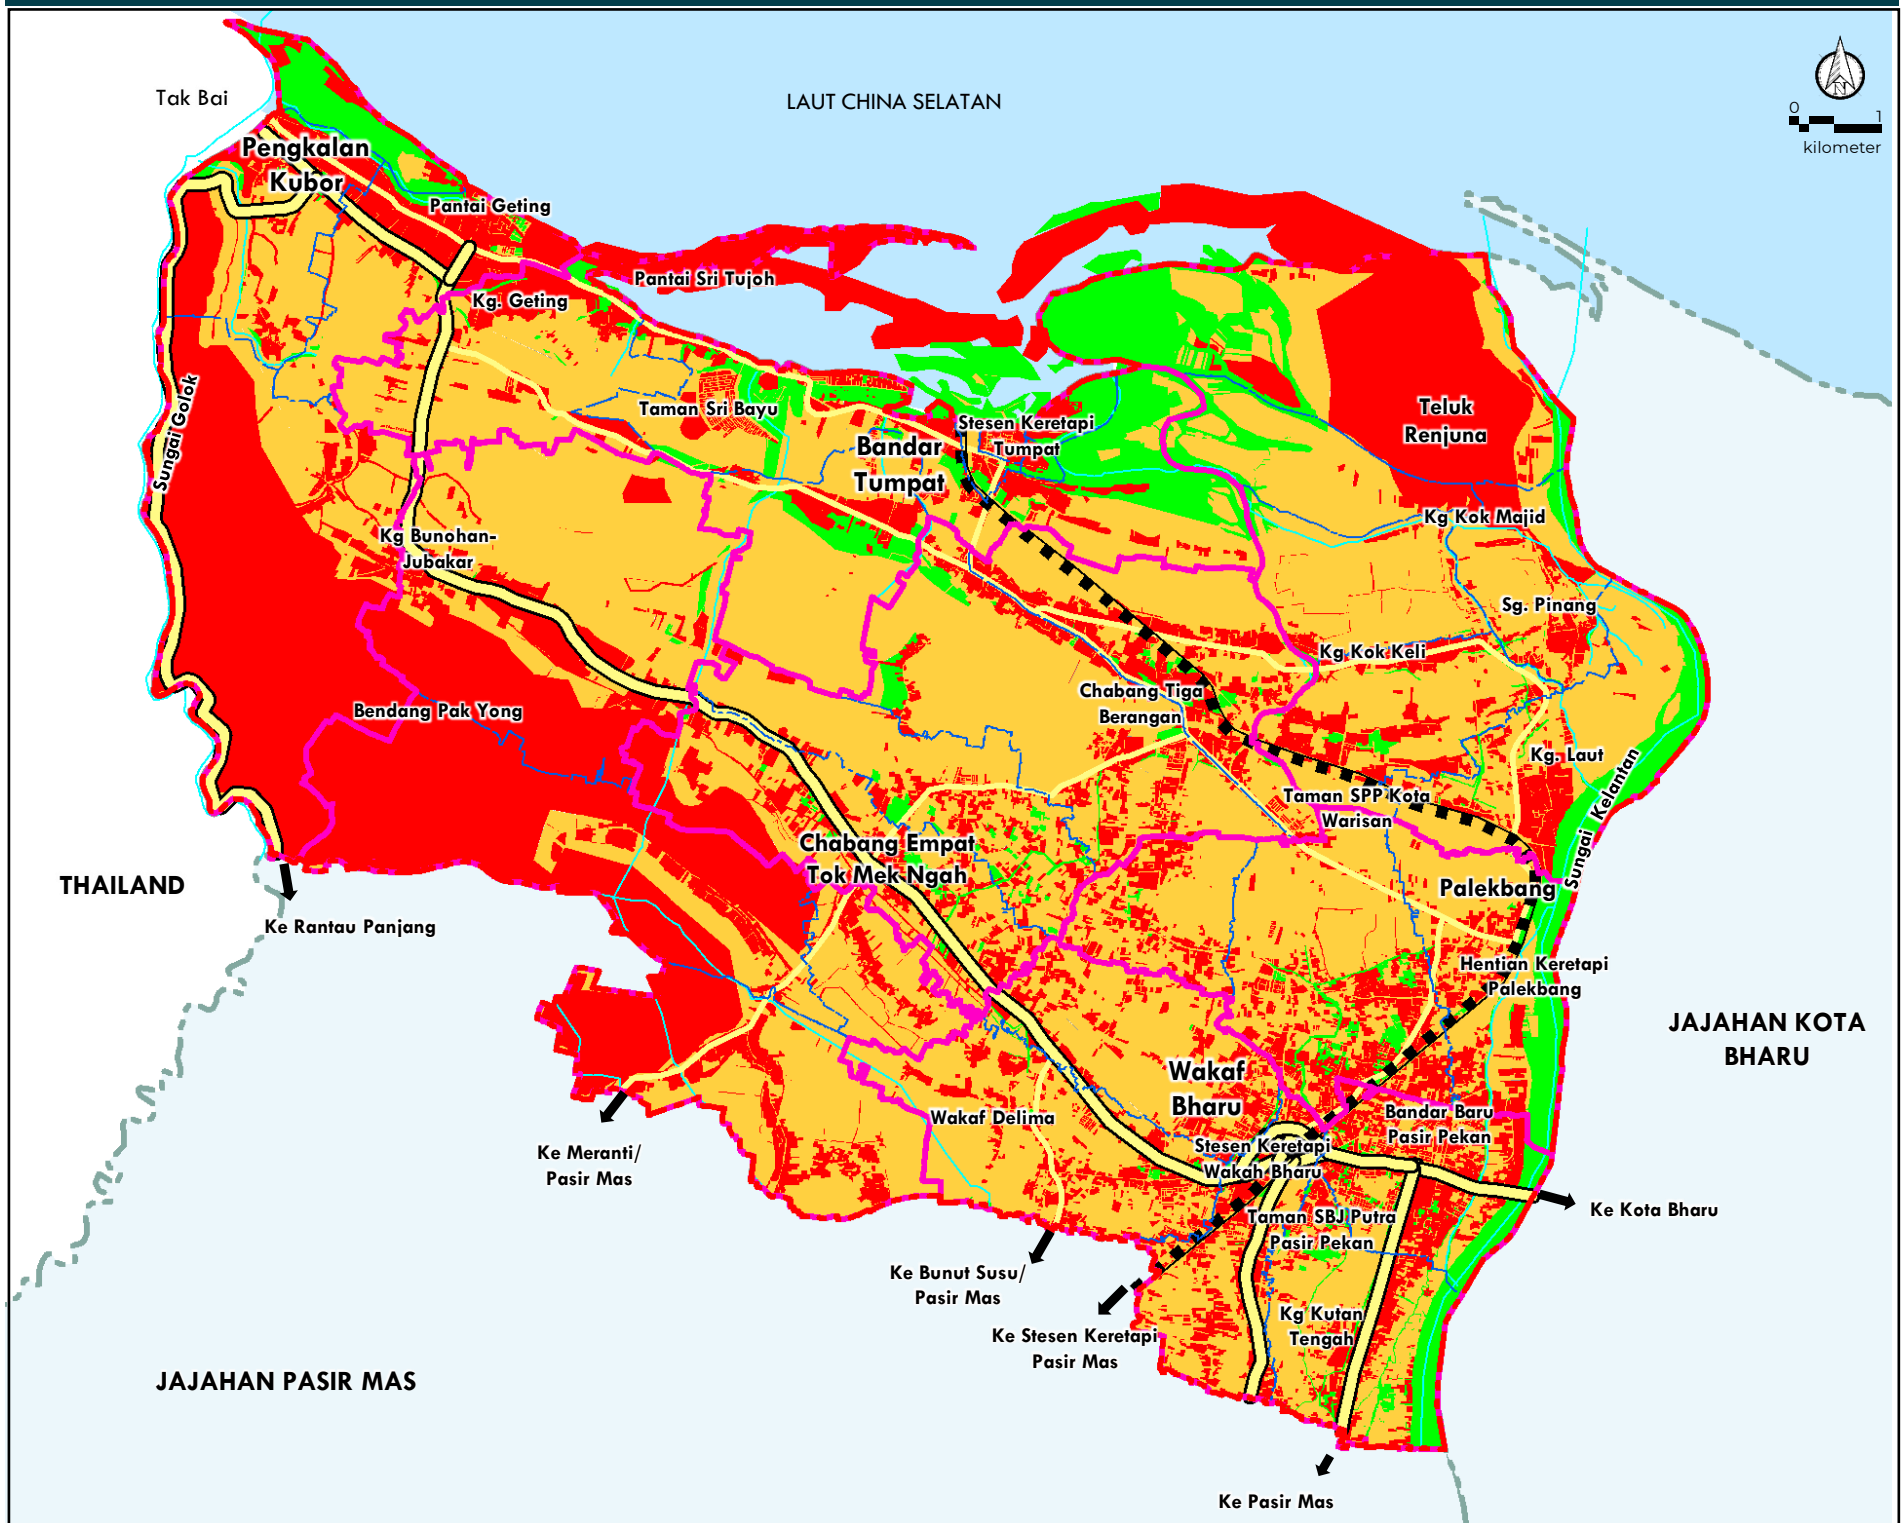 Tak Bai
LAUT CHINA SELATAN
N
0
1
kilometer
Pengkalan
Kubor
Pantai Geting
Pantai Sri Tujoh
Kg. Geting
Sungai Golok
Taman Sri Bayu
Stesen Keretapi
Tumpat
Bandar
Tumpat
Teluk
Renjuna
Kg Kok Majid
Kg Bunohan-
Jubakar
Sg. Pinang
Kg Kok Keli
Chabang Tiga
Berangan
Bendang Pak Yong
Kg. Laut
Taman SPP Kota
Warisan
Sungai Kelantan
Chabang Empat
Tok Mek Ngah
THAILAND
Palekbang
Ke Rantau Panjang
Hentian Keretapi
Palekbang
JAJAHAN KOTA
BHARU
Wakaf
Bharu
Wakaf Delima
Bandar Baru
Pasir Pekan
Ke Meranti/
Pasir Mas
Stesen Keretapi
Wakah Bharu
Ke Kota Bharu
Taman SBJ Putra
Pasir Pekan
Ke Bunut Susu/
Pasir Mas
Kg Kutan
Tengah
Ke Stesen Keretapi
Pasir Mas
JAJAHAN PASIR MAS
Ke Pasir Mas